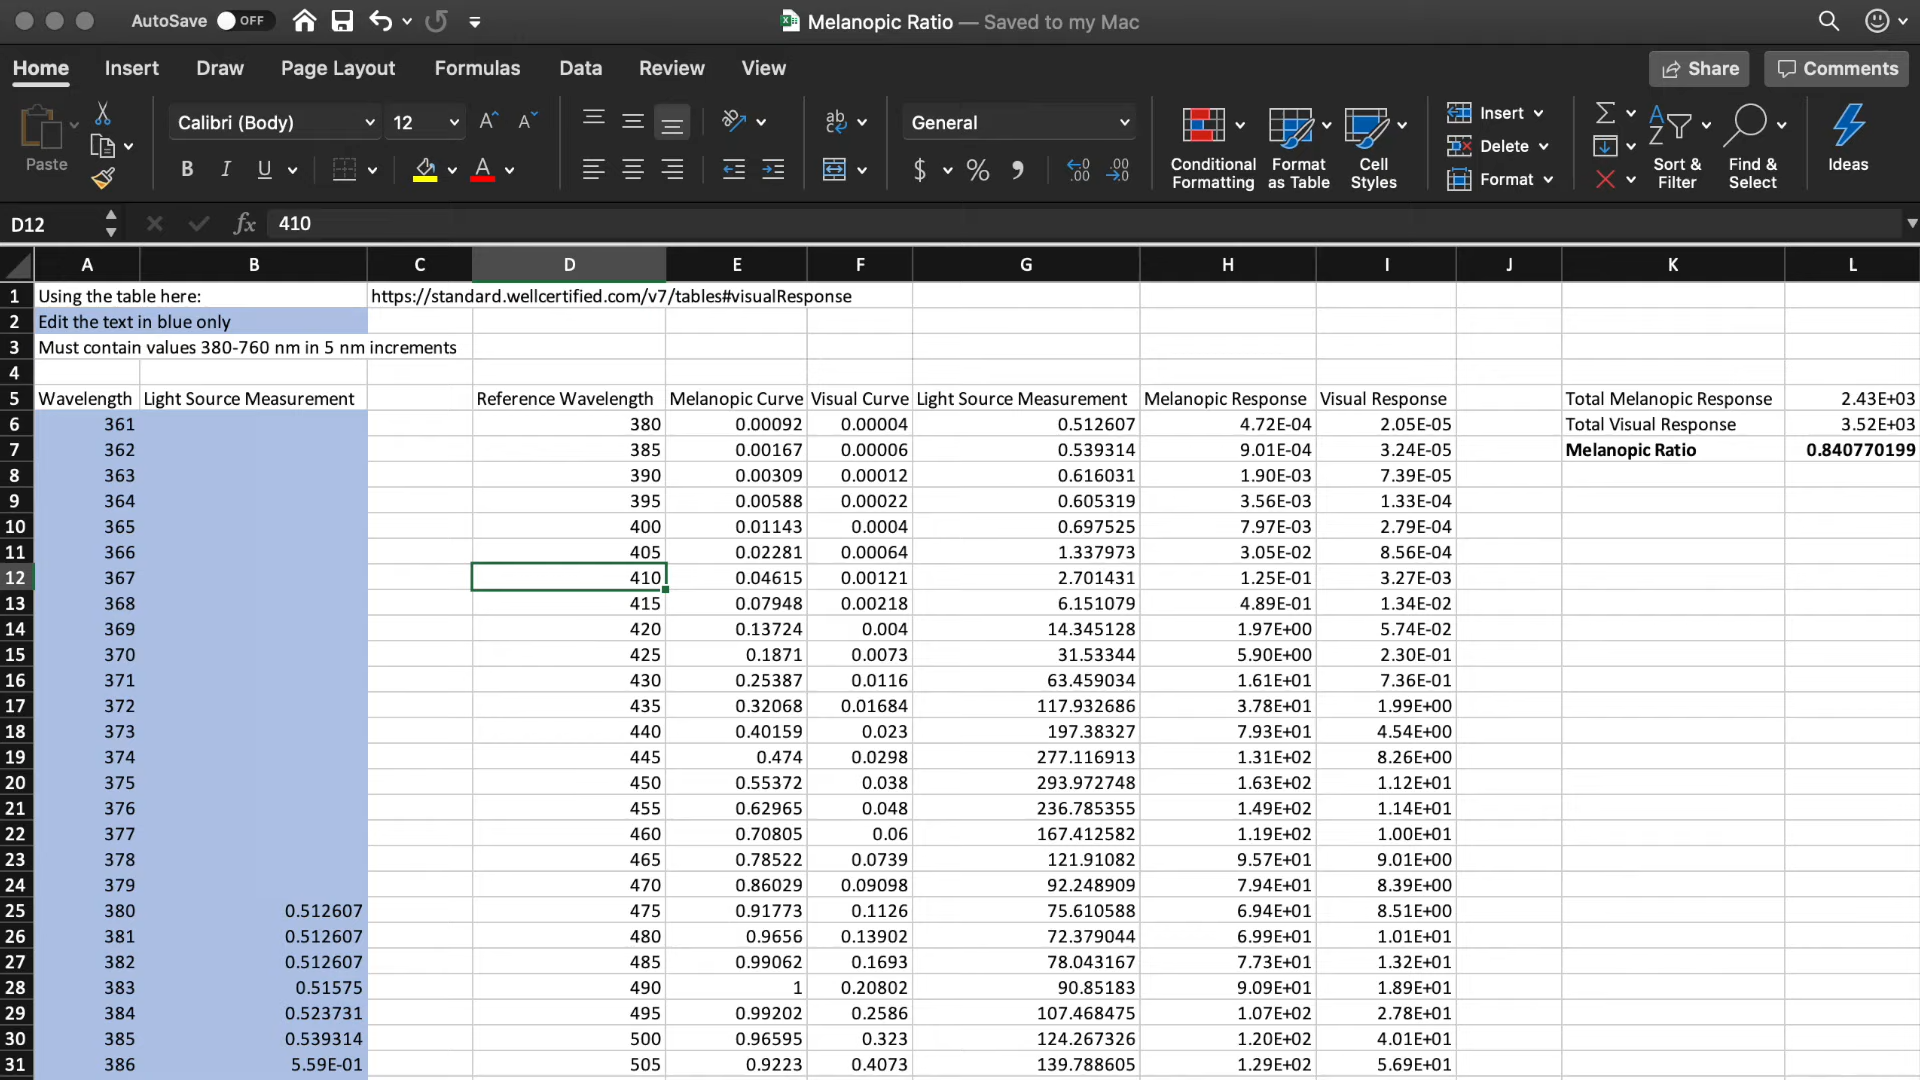 AutoSave OFF Melanopic Ratio — Saved to my Mac
Home Insert Draw Page Layout Formulas Data Review View Share Comments
Paste Calibri (Body) 12 General Conditional Formatting Format as Table Cell Styles Insert Delete Format Sort & Filter Find & Select Ideas
D12 fx 410
A B C D E F G H I J K L
1 Using the table here: https://standard.wellcertified.com/v7/tables#visualResponse
2 Edit the text in blue only
3 Must contain values 380-760 nm in 5 nm increments
4
5 Wavelength Light Source Measurement Reference Wavelength Melanopic Curve Visual Curve Light Source Measurement Melanopic Response Visual Response Total Melanopic Response 2.43E+03
6 361 380 0.00092 0.00004 0.512607 4.72E-04 2.05E-05 Total Visual Response 3.52E+03
7 362 385 0.00167 0.00006 0.539314 9.01E-04 3.24E-05 Melanopic Ratio 0.840770199
8 363 390 0.00309 0.00012 0.616031 1.90E-03 7.39E-05
9 364 395 0.00588 0.00022 0.605319 3.56E-03 1.33E-04
10 365 400 0.01143 0.0004 0.697525 7.97E-03 2.79E-04
11 366 405 0.02281 0.00064 1.337973 3.05E-02 8.56E-04
12 367 410 0.04615 0.00121 2.701431 1.25E-01 3.27E-03
13 368 415 0.07948 0.00218 6.151079 4.89E-01 1.34E-02
14 369 420 0.13724 0.004 14.345128 1.97E+00 5.74E-02
15 370 425 0.1871 0.0073 31.53344 5.90E+00 2.30E-01
16 371 430 0.25387 0.0116 63.459034 1.61E+01 7.36E-01
17 372 435 0.32068 0.01684 117.932686 3.78E+01 1.99E+00
18 373 440 0.40159 0.023 197.38327 7.93E+01 4.54E+00
19 374 445 0.474 0.0298 277.116913 1.31E+02 8.26E+00
20 375 450 0.55372 0.038 293.972748 1.63E+02 1.12E+01
21 376 455 0.62965 0.048 236.785355 1.49E+02 1.14E+01
22 377 460 0.70805 0.06 167.412582 1.19E+02 1.00E+01
23 378 465 0.78522 0.0739 121.91082 9.57E+01 9.01E+00
24 379 470 0.86029 0.09098 92.248909 7.94E+01 8.39E+00
25 380 0.512607 475 0.91773 0.1126 75.610588 6.94E+01 8.51E+00
26 381 0.512607 480 0.9656 0.13902 72.379044 6.99E+01 1.01E+01
27 382 0.512607 485 0.99062 0.1693 78.043167 7.73E+01 1.32E+01
28 383 0.51575 490 1 0.20802 90.85183 9.09E+01 1.89E+01
29 384 0.523731 495 0.99202 0.2586 107.468475 1.07E+02 2.78E+01
30 385 0.539314 500 0.96595 0.323 124.267326 1.20E+02 4.01E+01
31 386 5.59E-01 505 0.9223 0.4073 139.788605 1.29E+02 5.69E+01